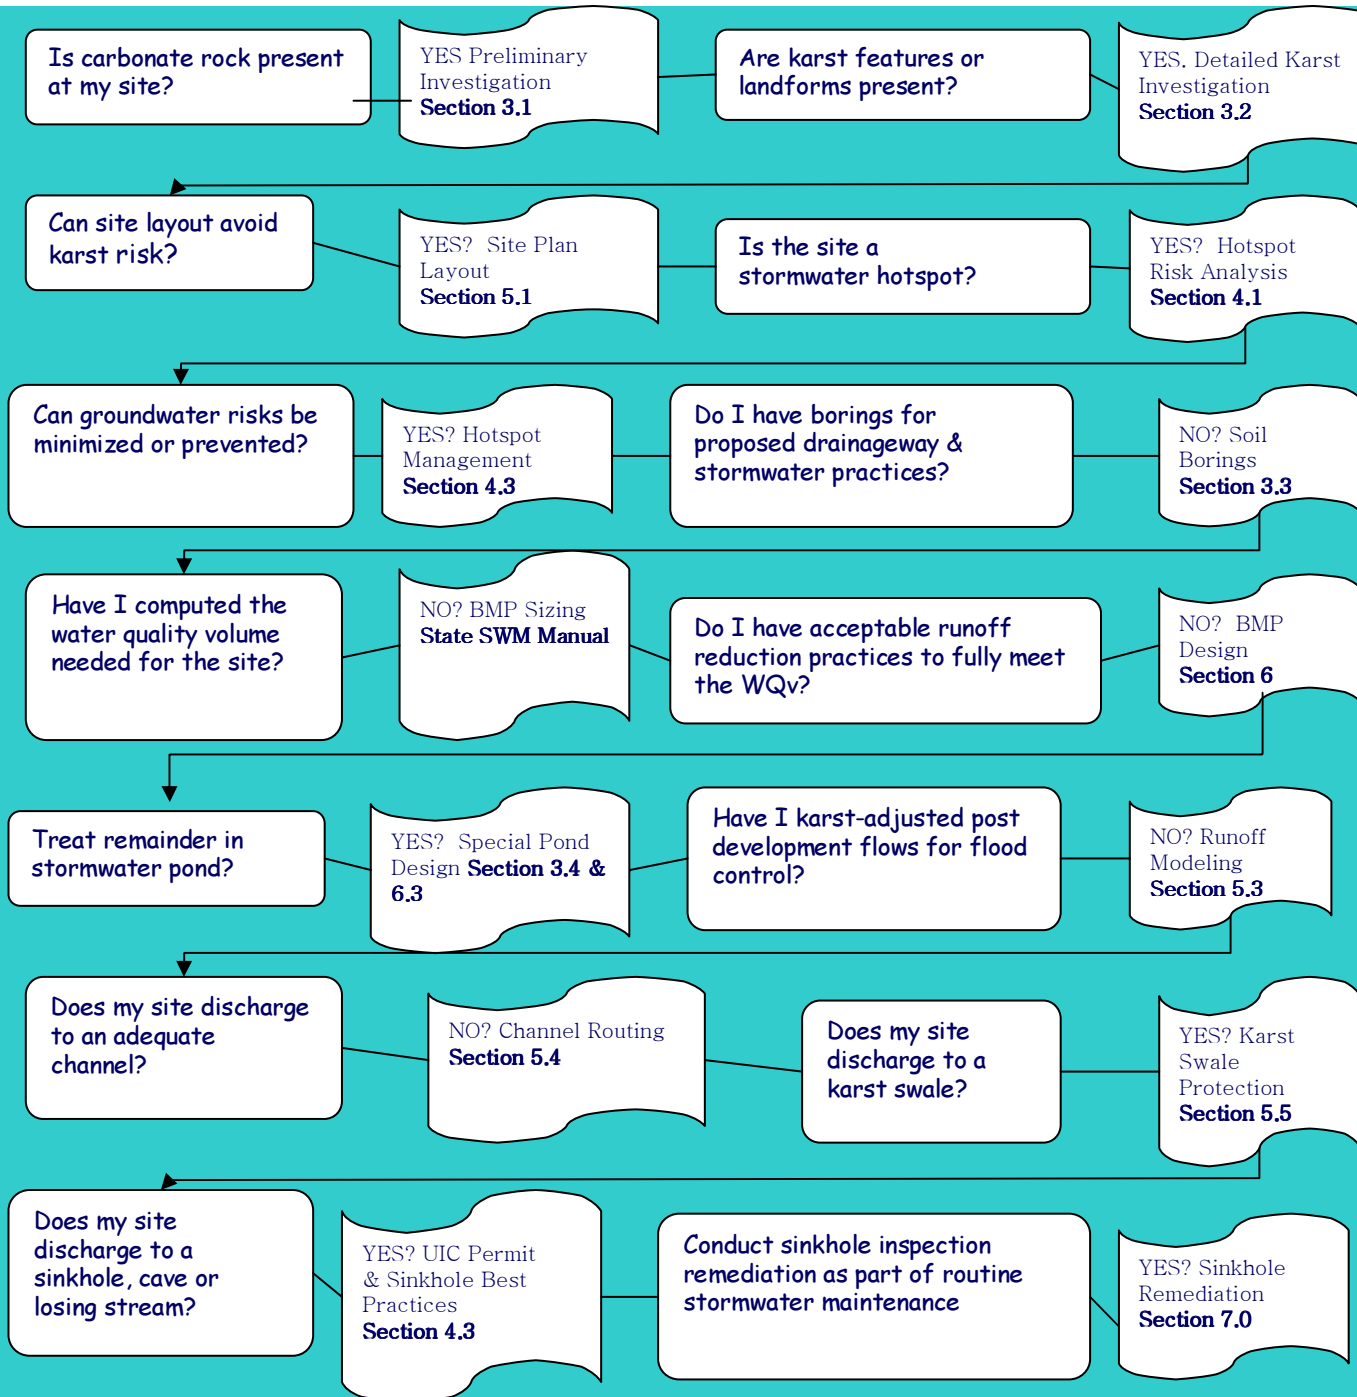 Is carbonate rock present
at my site?
YES Preliminary
Investigation
Section 3.1
Are karst features or
landforms present?
YES. Detailed Karst
Investigation
Section 3.2
Can site layout avoid
karst risk?
YES? Site Plan
Layout
Section 5.1
Is the site a
stormwater hotspot?
YES? Hotspot
Risk Analysis
Section 4.1
Can groundwater risks be
minimized or prevented?
YES? Hotspot
Management
Section 4.3
Do I have borings for
proposed drainageway &
stormwater practices?
NO? Soil
Borings
Section 3.3
Have I computed the
water quality volume
needed for the site?
NO? BMP Sizing
State SWM Manual
Do I have acceptable runoff
reduction practices to fully meet
the WQv?
NO? BMP
Design
Section 6
Treat remainder in
stormwater pond?
YES? Special Pond
Design Section 3.4 &
6.3
Have I karst-adjusted post
development flows for flood
control?
NO? Runoff
Modeling
Section 5.3
Does my site discharge
to an adequate
channel?
NO? Channel Routing
Section 5.4
Does my site
discharge to a
karst swale?
YES? Karst
Swale
Protection
Section 5.5
Does my site
discharge to a
sinkhole, cave or
losing stream?
YES? UIC Permit
& Sinkhole Best
Practices
Section 4.3
Conduct sinkhole inspection
remediation as part of routine
stormwater maintenance
YES? Sinkhole
Remediation
Section 7.0